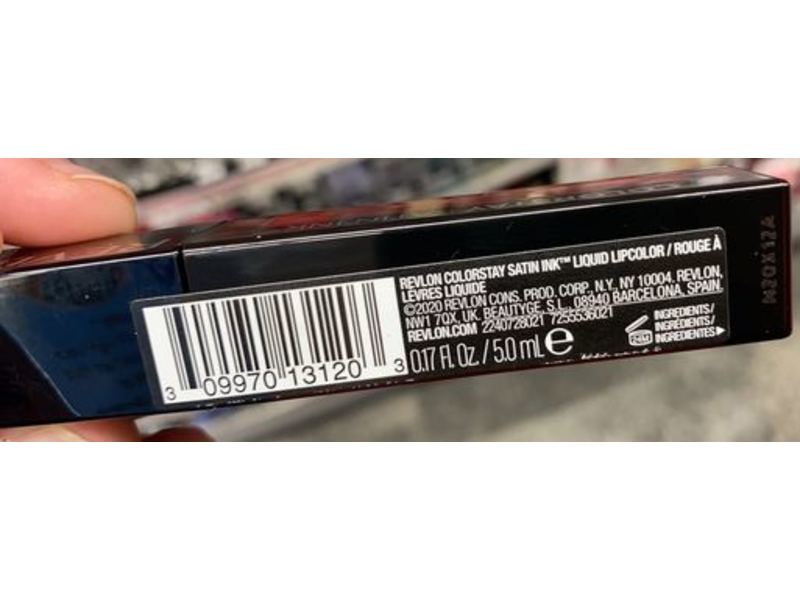 REVLON COLORSTAY SATIN INK™ LIQUID LIPCOLOR / ROUGE À
LÈVRES LIQUIDE
©2020 REVLON CONS. PROD. CORP., N.Y., NY 10004. REVLON,
NW1 7QX, UK. BEAUTYGE, S.L., 08940 BARCELONA, SPAIN.
REVLON.COM 2240728021 7255536021
0.17 Fl. Oz. / 5.0 mL e
24M
INGREDIENTS/
INGRÉDIENTS/
INGREDIENTES
3 09970 13120 3